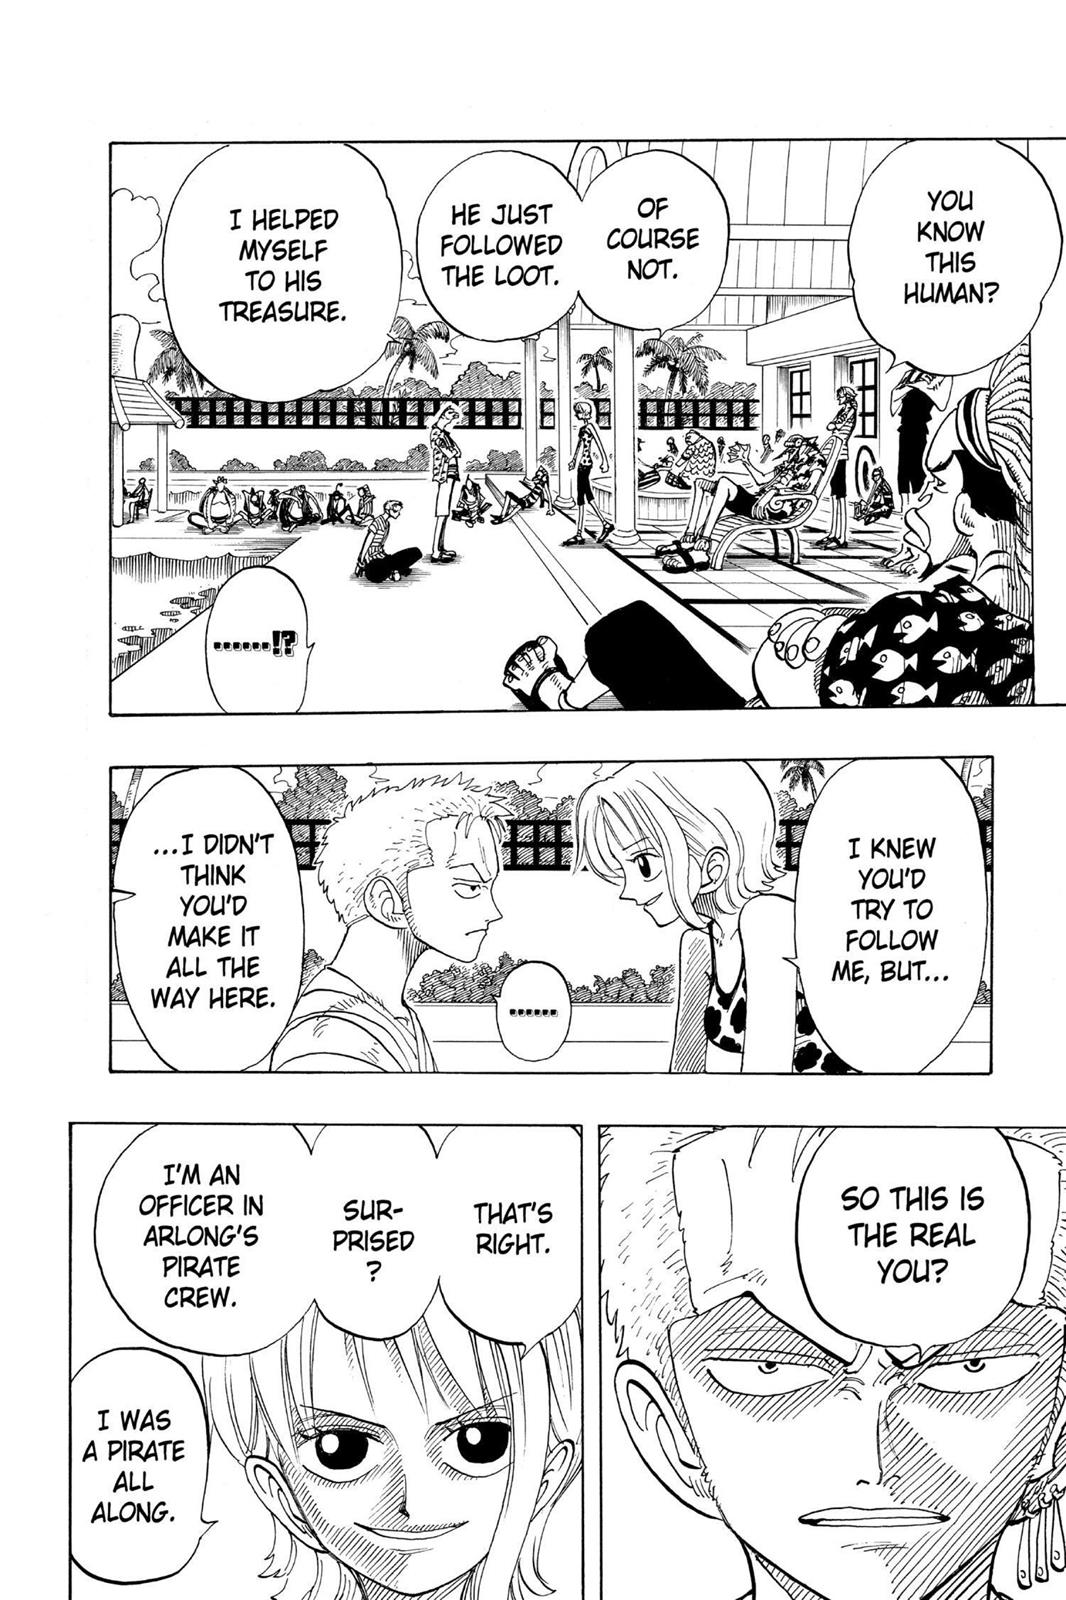 YOU
KNOW
THIS
HUMAN?
OF
COURSE
NOT.
HE JUST
FOLLOWED
THE LOOT.
I HELPED
MYSELF
TO HIS
TREASURE.
.......!?
I KNEW
YOU'D
TRY TO
FOLLOW
ME, BUT...
......
...I DIDN'T
THINK
YOU'D
MAKE IT
ALL THE
WAY HERE.
SO THIS IS
THE REAL
YOU?
THAT'S
RIGHT.
SUR-
PRISED
?
I'M AN
OFFICER IN
ARLONG'S
PIRATE
CREW.
I WAS
A PIRATE
ALL
ALONG.